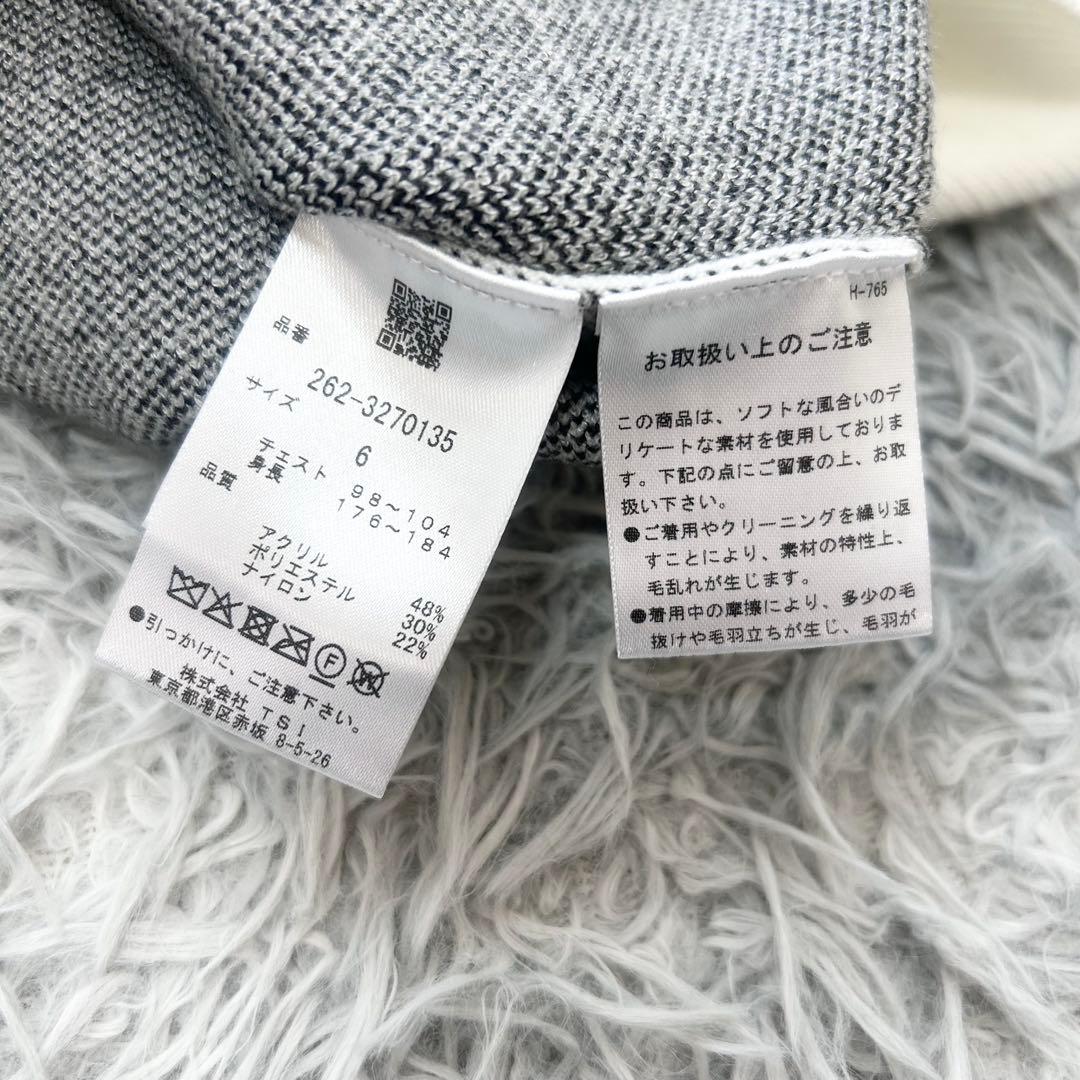 品番
262-3270135
サイズ
6
チェスト 98~104
身長 176~184
品質
アクリル 48%
ポリエステル 30%
ナイロン 22%
F
W
●引っかけに、ご注意下さい。
株式会社 TSI
東京都港区赤坂 8-5-26
H-765
お取扱い上のご注意
この商品は、ソフトな風合いのデ
リケートな素材を使用しておりま
す。下記の点にご留意の上、お取
扱い下さい。
●ご着用やクリーニングを繰り返
すことにより、素材の特性上、
毛乱れが生じます。
●着用中の摩擦により、多少の毛
抜けや毛羽立ちが生じ、毛羽が